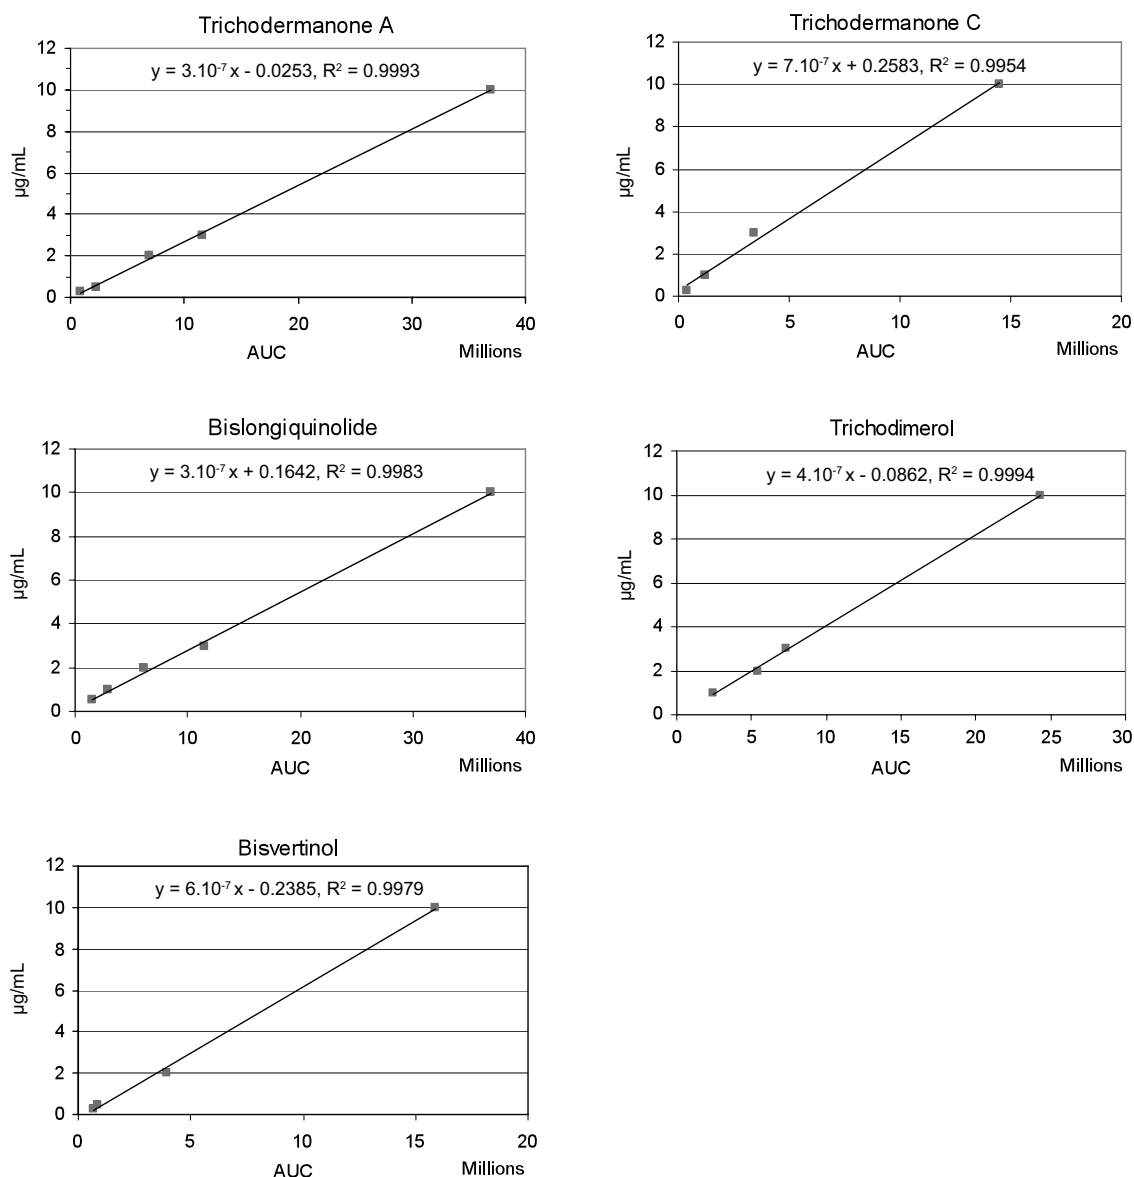 Trichodermanone A
y = 3.10⁻⁷ x - 0.0253, R² = 0.9993
12
10
8
6
4
2
0
µg/mL
0 10 20 30 40
AUC Millions
Trichodermanone C
y = 7.10⁻⁷ x + 0.2583, R² = 0.9954
12
10
8
6
4
2
0
µg/mL
0 5 10 15 20
AUC Millions
Bislongiquinolide
y = 3.10⁻⁷ x + 0.1642, R² = 0.9983
12
10
8
6
4
2
0
µg/mL
0 10 20 30 40
AUC Millions
Trichodimerol
y = 4.10⁻⁷ x - 0.0862, R² = 0.9994
12
10
8
6
4
2
0
µg/mL
0 5 10 15 20 25 30
AUC Millions
Bisvertinol
y = 6.10⁻⁷ x - 0.2385, R² = 0.9979
12
10
8
6
4
2
0
µg/mL
0 5 10 15 20
AUC Millions